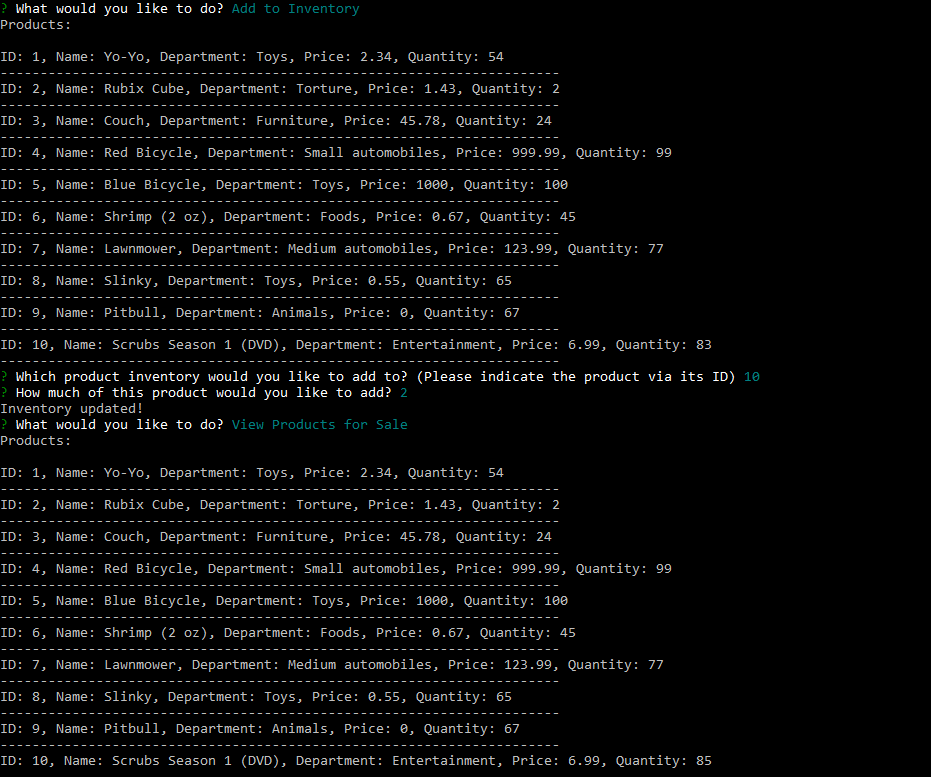 ? What would you like to do? Add to Inventory
Products:
ID: 1, Name: Yo-Yo, Department: Toys, Price: 2.34, Quantity: 54
----------------------------------------------------------------------
ID: 2, Name: Rubix Cube, Department: Torture, Price: 1.43, Quantity: 2
----------------------------------------------------------------------
ID: 3, Name: Couch, Department: Furniture, Price: 45.78, Quantity: 24
----------------------------------------------------------------------
ID: 4, Name: Red Bicycle, Department: Small automobiles, Price: 999.99, Quantity: 99
----------------------------------------------------------------------
ID: 5, Name: Blue Bicycle, Department: Toys, Price: 1000, Quantity: 100
----------------------------------------------------------------------
ID: 6, Name: Shrimp (2 oz), Department: Foods, Price: 0.67, Quantity: 45
----------------------------------------------------------------------
ID: 7, Name: Lawnmower, Department: Medium automobiles, Price: 123.99, Quantity: 77
----------------------------------------------------------------------
ID: 8, Name: Slinky, Department: Toys, Price: 0.55, Quantity: 65
----------------------------------------------------------------------
ID: 9, Name: Pitbull, Department: Animals, Price: 0, Quantity: 67
----------------------------------------------------------------------
ID: 10, Name: Scrubs Season 1 (DVD), Department: Entertainment, Price: 6.99, Quantity: 83
----------------------------------------------------------------------
? Which product inventory would you like to add to? (Please indicate the product via its ID) 10
? How much of this product would you like to add? 2
Inventory updated!
? What would you like to do? View Products for Sale
Products:
ID: 1, Name: Yo-Yo, Department: Toys, Price: 2.34, Quantity: 54
----------------------------------------------------------------------
ID: 2, Name: Rubix Cube, Department: Torture, Price: 1.43, Quantity: 2
----------------------------------------------------------------------
ID: 3, Name: Couch, Department: Furniture, Price: 45.78, Quantity: 24
----------------------------------------------------------------------
ID: 4, Name: Red Bicycle, Department: Small automobiles, Price: 999.99, Quantity: 99
----------------------------------------------------------------------
ID: 5, Name: Blue Bicycle, Department: Toys, Price: 1000, Quantity: 100
----------------------------------------------------------------------
ID: 6, Name: Shrimp (2 oz), Department: Foods, Price: 0.67, Quantity: 45
----------------------------------------------------------------------
ID: 7, Name: Lawnmower, Department: Medium automobiles, Price: 123.99, Quantity: 77
----------------------------------------------------------------------
ID: 8, Name: Slinky, Department: Toys, Price: 0.55, Quantity: 65
----------------------------------------------------------------------
ID: 9, Name: Pitbull, Department: Animals, Price: 0, Quantity: 67
----------------------------------------------------------------------
ID: 10, Name: Scrubs Season 1 (DVD), Department: Entertainment, Price: 6.99, Quantity: 85